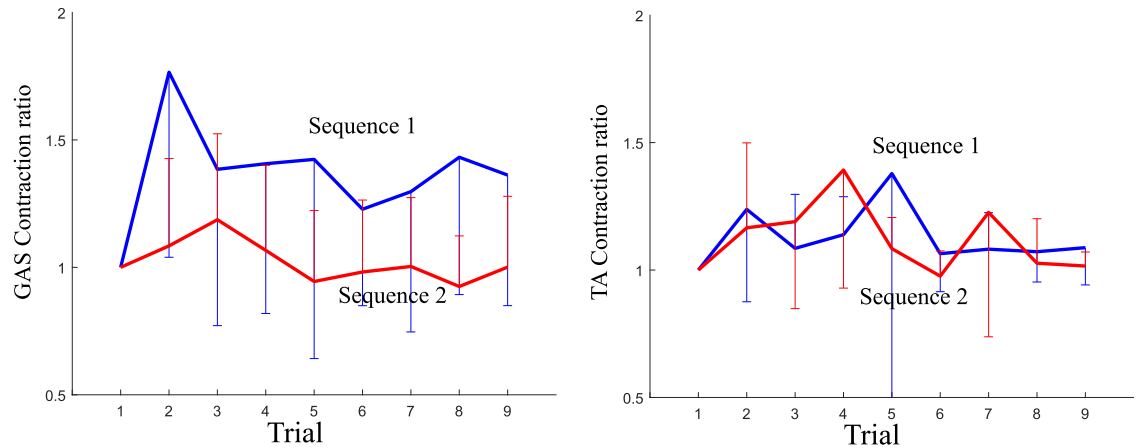 2
1.5
1
0.5
GAS Contraction ratio
Sequence 1
Sequence 2
1 2 3 4 5 6 7 8 9
Trial
2
1.5
1
0.5
TA Contraction ratio
Sequence 1
Sequence 2
1 2 3 4 5 6 7 8 9
Trial